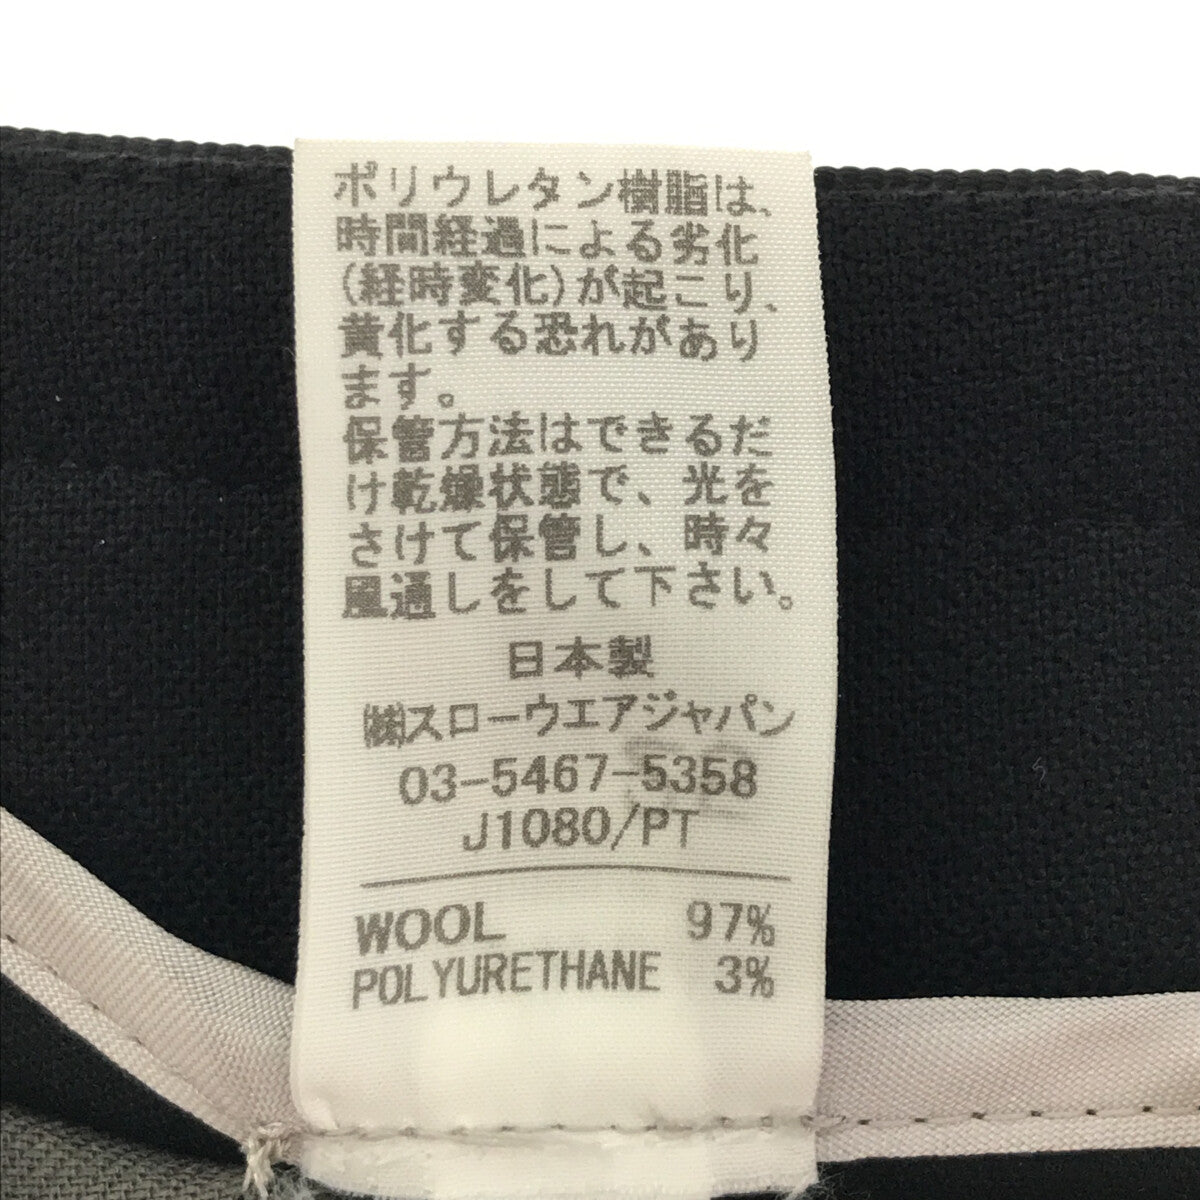 ポリウレタン樹脂は、
時間経過による劣化
(経時変化)が起こり、
黄化する恐れがあり
ます。
保管方法はできるだ
け乾燥状態で、光を
さけて保管し、時々
風通しをして下さい。
日本製
㈱スローウエアジャパン
03-5467-5358
J1080/PT
WOOL 97%
POLYURETHANE 3%